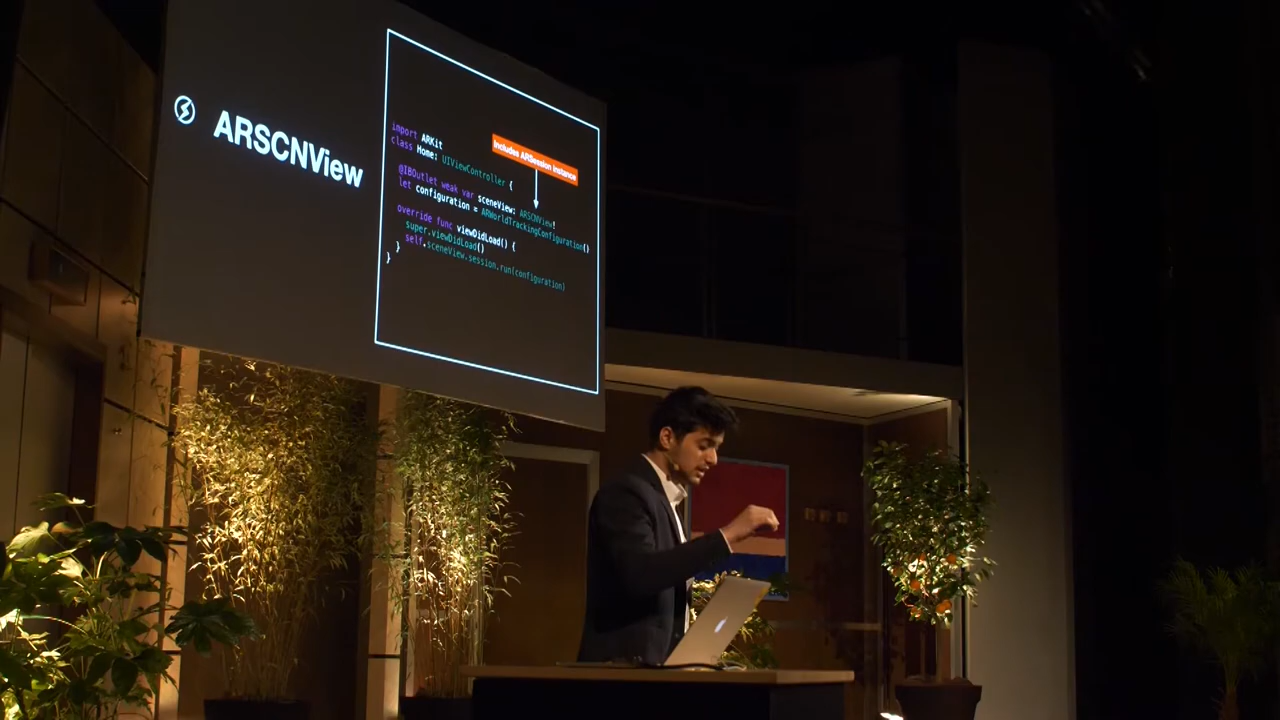 ARSCNView
Includes ARSession instance
import ARKit
class Home: UIViewController {
@IBOutlet weak var sceneView: ARSCNView!
let configuration = ARWorldTrackingConfiguration()
override func viewDidLoad() {
super.viewDidLoad()
self.sceneView.session.run(configuration)
}
}